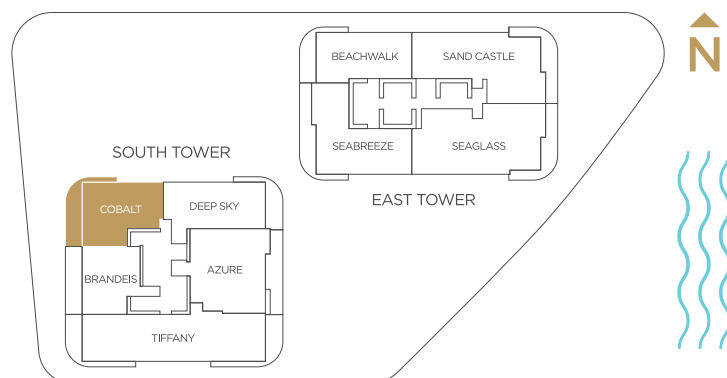 N
BEACHWALK
SAND CASTLE
SEABREEZE
SEAGLASS
EAST TOWER
SOUTH TOWER
COBALT
DEEP SKY
BRANDEIS
AZURE
TIFFANY